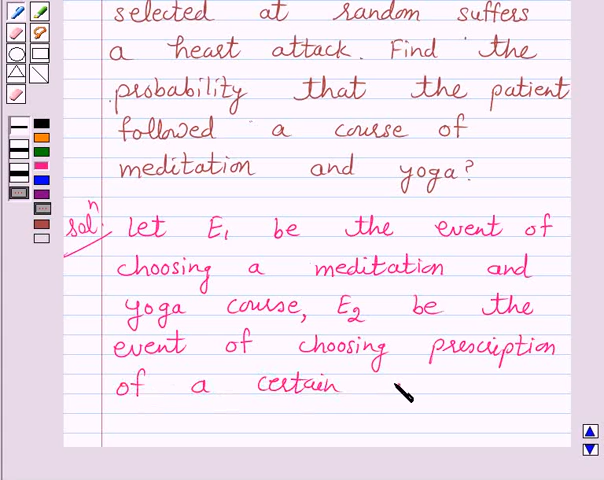 selected at random suffers
a heart attack. Find the
probability that the patient
followed a course of
meditation and yoga?
Solⁿ: Let E₁ be the event of
choosing a meditation and
yoga course, E₂ be the
event of choosing prescription
of a certain